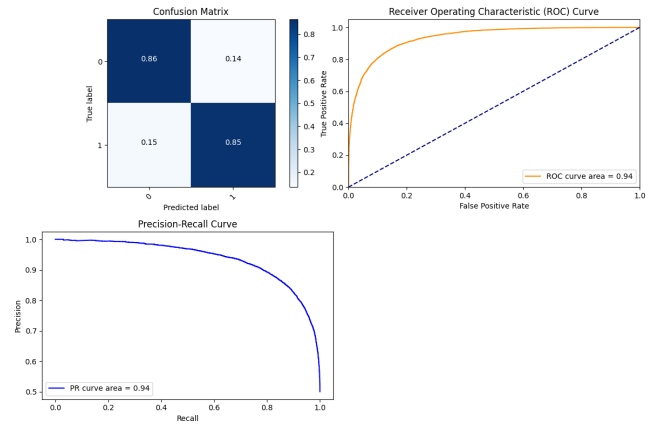 Confusion Matrix
True label
0
1
0.86 0.14
0.15 0.85
0 1
Predicted label
0.8
0.7
0.6
0.5
0.4
0.3
0.2
Receiver Operating Characteristic (ROC) Curve
True Positive Rate
1.0
0.8
0.6
0.4
0.2
0.0
0.0 0.2 0.4 0.6 0.8 1.0
False Positive Rate
ROC curve area = 0.94
Precision-Recall Curve
Precision
1.0
0.9
0.8
0.7
0.6
0.5
PR curve area = 0.94
0.0 0.2 0.4 0.6 0.8 1.0
Recall